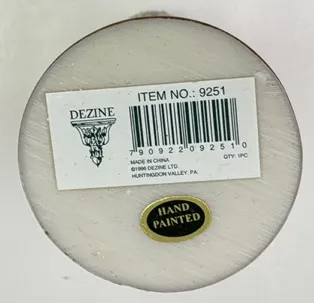 ITEM NO.: 9251
DEZINE
7 90922 09251 0
MADE IN CHINA
QTY: 1PC
©1996 DEZINE LTD.
HUNTINGDON VALLEY, PA.
HAND
PAINTED